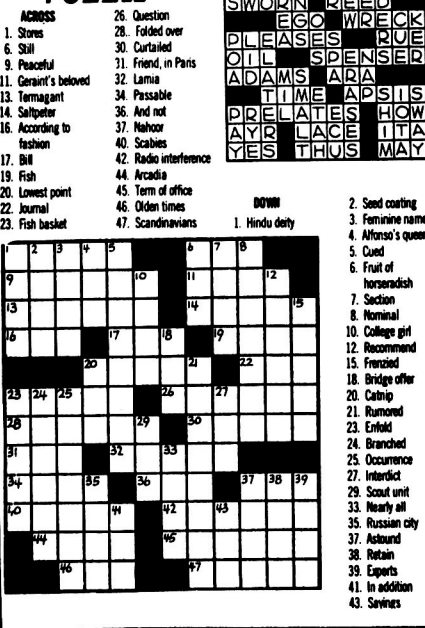 ACROSS
1. Stores
6. Still
9. Peaceful
11. Geraint's beloved
13. Termagant
14. Saltpeter
16. According to
fashion
17. Bill
19. Fish
20. Lowest point
22. Journal
23. Fish basket
26. Question
28. Folded over
30. Curtailed
31. Friend, in Paris
32. Lamia
34. Passable
36. And not
37. Nahoor
40. Scabies
42. Radio interference
44. Arcadia
45. Term of office
46. Olden times
47. Scandinavians
DOWN
1. Hindu deity
2. Seed coating
3. Feminine name
4. Alfonso's queen
5. Cued
6. Fruit of
horseradish
7. Section
8. Nominal
10. College girl
12. Recommend
15. Frenzied
18. Bridge offer
20. Catnip
21. Rumored
23. Enfold
24. Branched
25. Occurrence
27. Interdict
29. Scout unit
33. Nearly all
35. Russian city
37. Astound
38. Retain
39. Experts
41. In addition
43. Savings
SWORN REED
EGO WRECK
PLEASES RUE
OIL SPENSER
ADAMS ARA
TIME APSIS
PRELATES HOW
AYR LACE ITA
YES THUS MAY
1 2 3 4 5 6 7 8
9 10 11 12
13 14 15
16 17 18 19
20 21 22
23 24 25 26 27
28 29 30
31 32 33
34 35 36 37 38 39
40 41 42 43
44 45
46 47